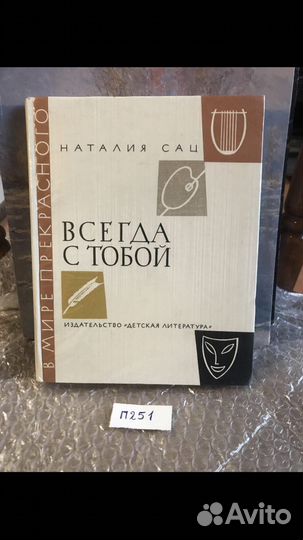 В МИРЕ ПРЕКРАСНОГО
НАТАЛИЯ САЦ
ВСЕГДА
С ТОБОЙ
ИЗДАТЕЛЬСТВО «ДЕТСКАЯ ЛИТЕРАТУРА»
П251
Avito